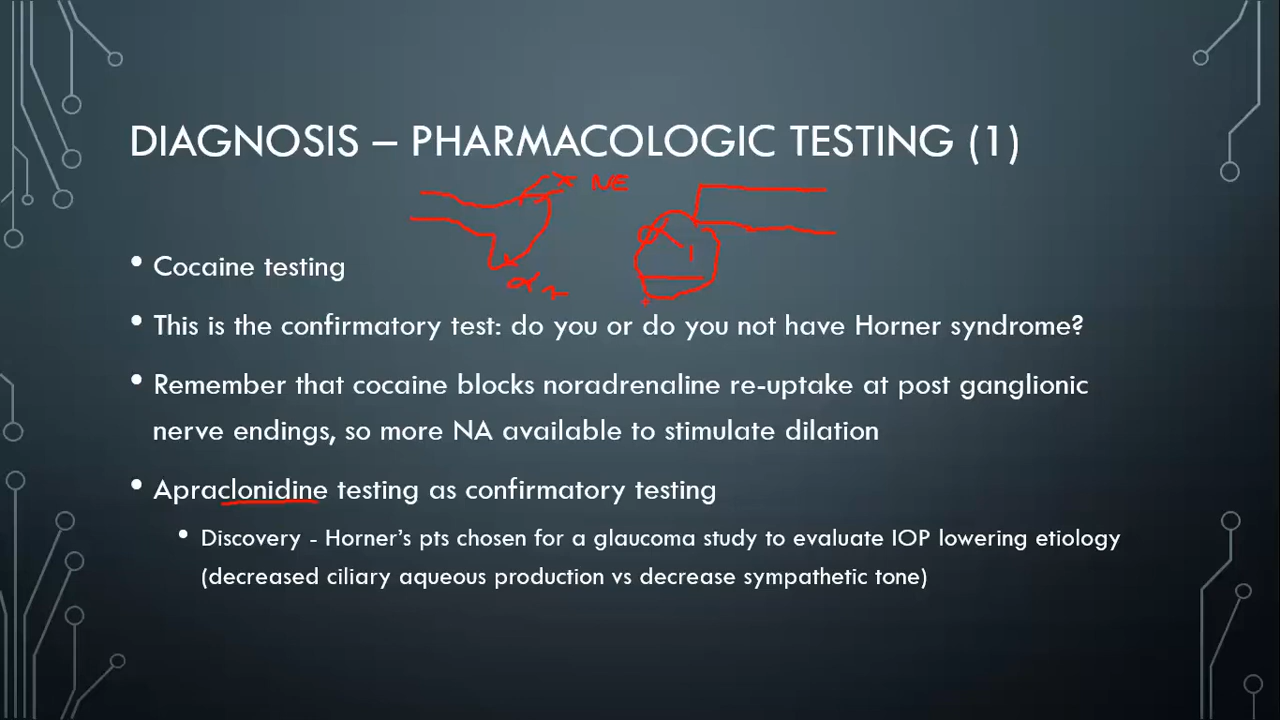 DIAGNOSIS – PHARMACOLOGIC TESTING (1)
NE
α2
• Cocaine testing
• This is the confirmatory test: do you or do you not have Horner syndrome?
• Remember that cocaine blocks noradrenaline re-uptake at post ganglionic
nerve endings, so more NA available to stimulate dilation
• Apraclonidine testing as confirmatory testing
• Discovery - Horner's pts chosen for a glaucoma study to evaluate IOP lowering etiology
(decreased ciliary aqueous production vs decrease sympathetic tone)